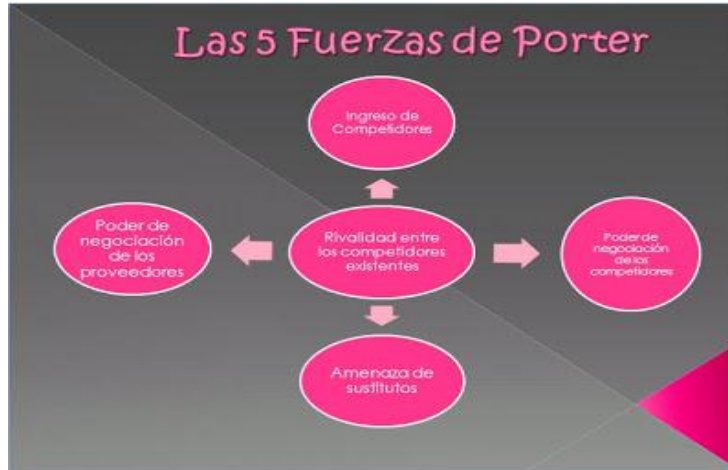 Las 5 Fuerzas de Porter
Ingreso de
Competidores
Poder de
negociación
de los
proveedores
Rivalidad entre
los competidores
existentes
Poder de
negociación
de los
competidores
Amenaza de
sustitutos